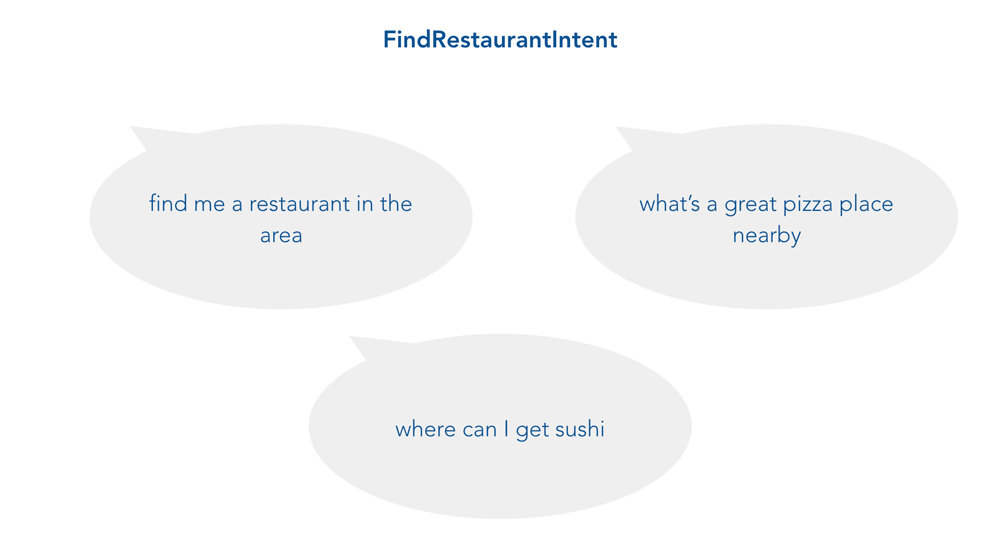 FindRestaurantIntent
find me a restaurant in the
area
what’s a great pizza place
nearby
where can I get sushi